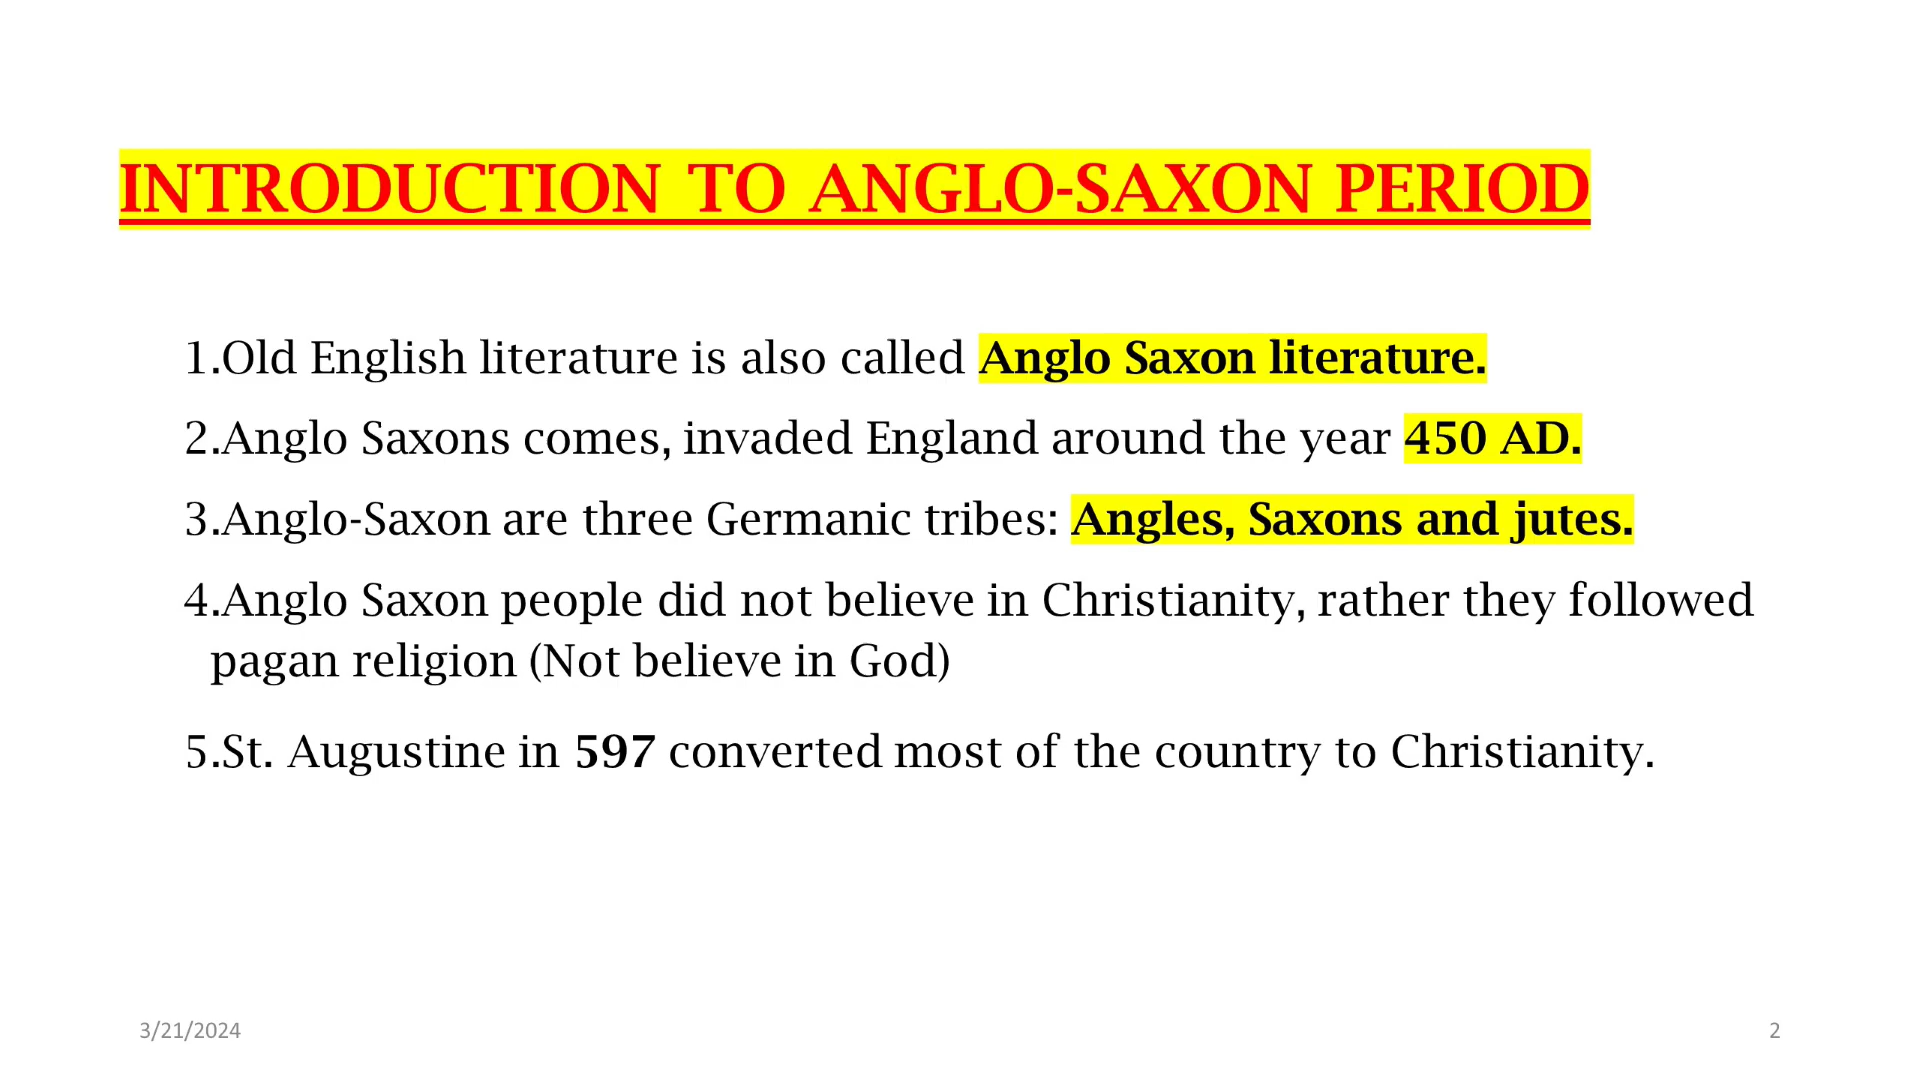 INTRODUCTION TO ANGLO-SAXON PERIOD
1.Old English literature is also called Anglo Saxon literature.
2.Anglo Saxons comes, invaded England around the year 450 AD.
3.Anglo-Saxon are three Germanic tribes: Angles, Saxons and jutes.
4.Anglo Saxon people did not believe in Christianity, rather they followed
pagan religion (Not believe in God)
5.St. Augustine in 597 converted most of the country to Christianity.
3/21/2024
2